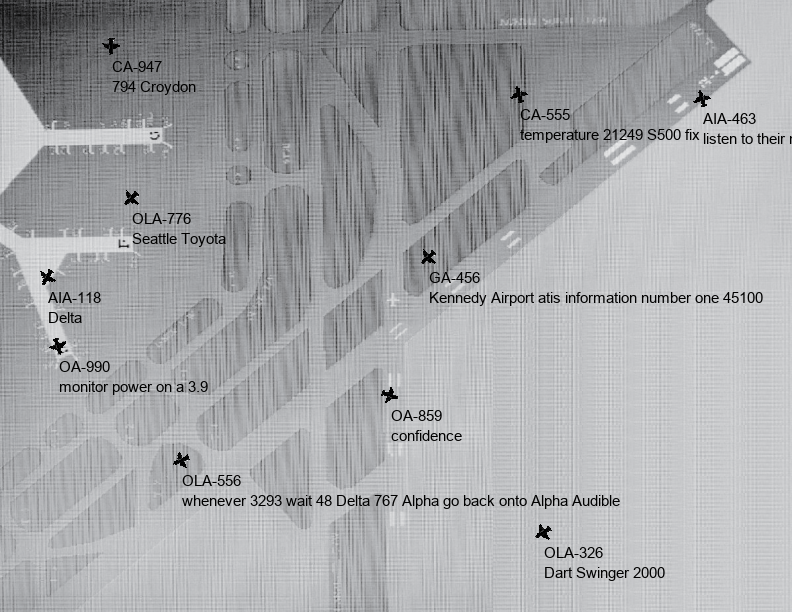 CA-947
794 Croydon
CA-555
temperature 21249 S500 fix
AIA-463
listen to their
OLA-776
Seattle Toyota
GA-456
Kennedy Airport atis information number one 45100
AIA-118
Delta
OA-990
monitor power on a 3.9
OA-859
confidence
OLA-556
whenever 3293 wait 48 Delta 767 Alpha go back onto Alpha Audible
OLA-326
Dart Swinger 2000